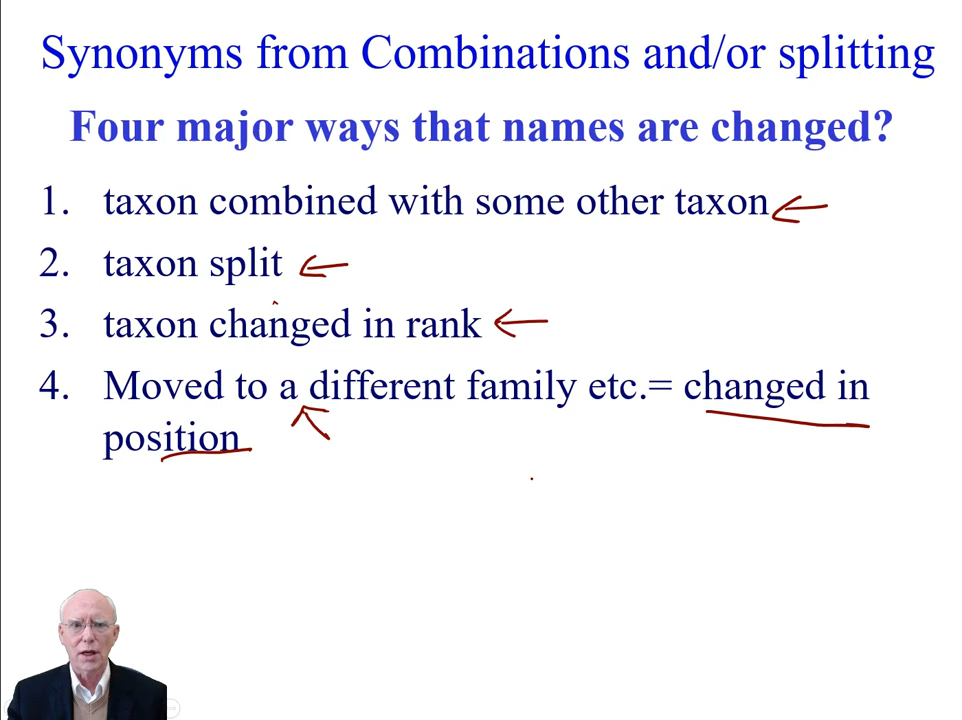 Synonyms from Combinations and/or splitting
Four major ways that names are changed?
1. taxon combined with some other taxon
2. taxon split
3. taxon changed in rank
4. Moved to a different family etc.= changed in
position